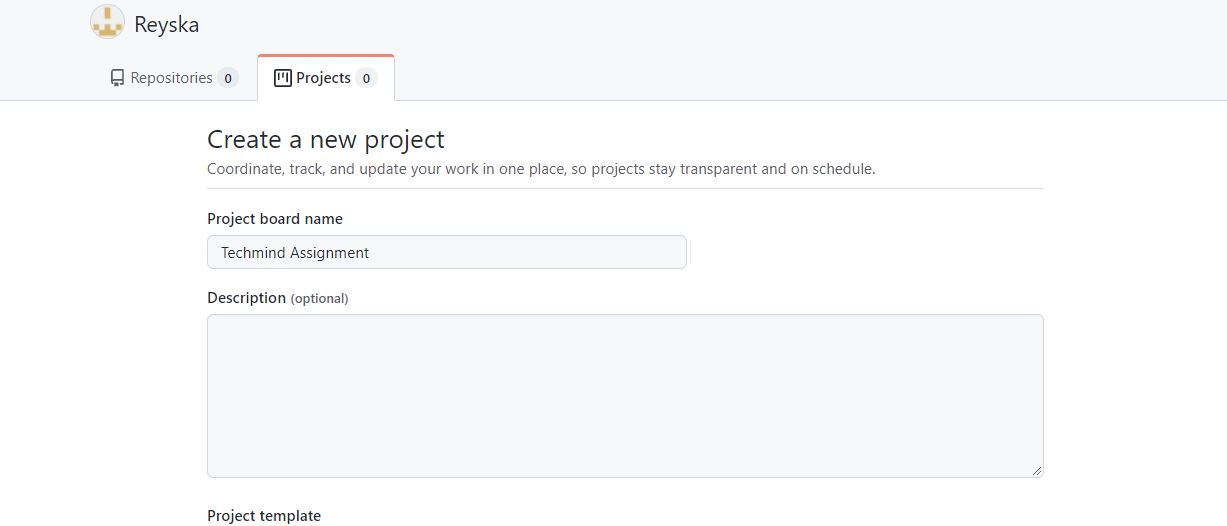 Reyska
Repositories 0 Projects 0
Create a new project
Coordinate, track, and update your work in one place, so projects stay transparent and on schedule.
Project board name
Techmind Assignment
Description (optional)
Project template